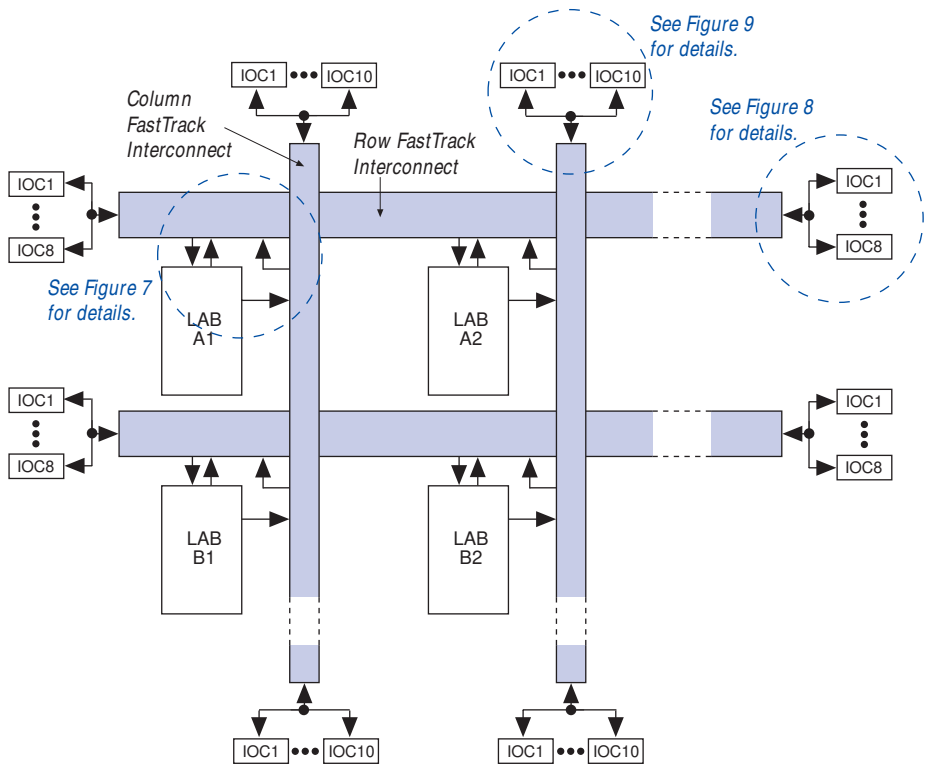 See Figure 9
for details.
IOC1
IOC10
IOC1
IOC10
Column
FastTrack
Interconnect
Row FastTrack
Interconnect
See Figure 8
for details.
IOC1
IOC8
IOC1
IOC8
See Figure 7
for details.
LAB
A1
LAB
A2
IOC1
IOC8
IOC1
IOC8
LAB
B1
LAB
B2
IOC1
IOC10
IOC1
IOC10